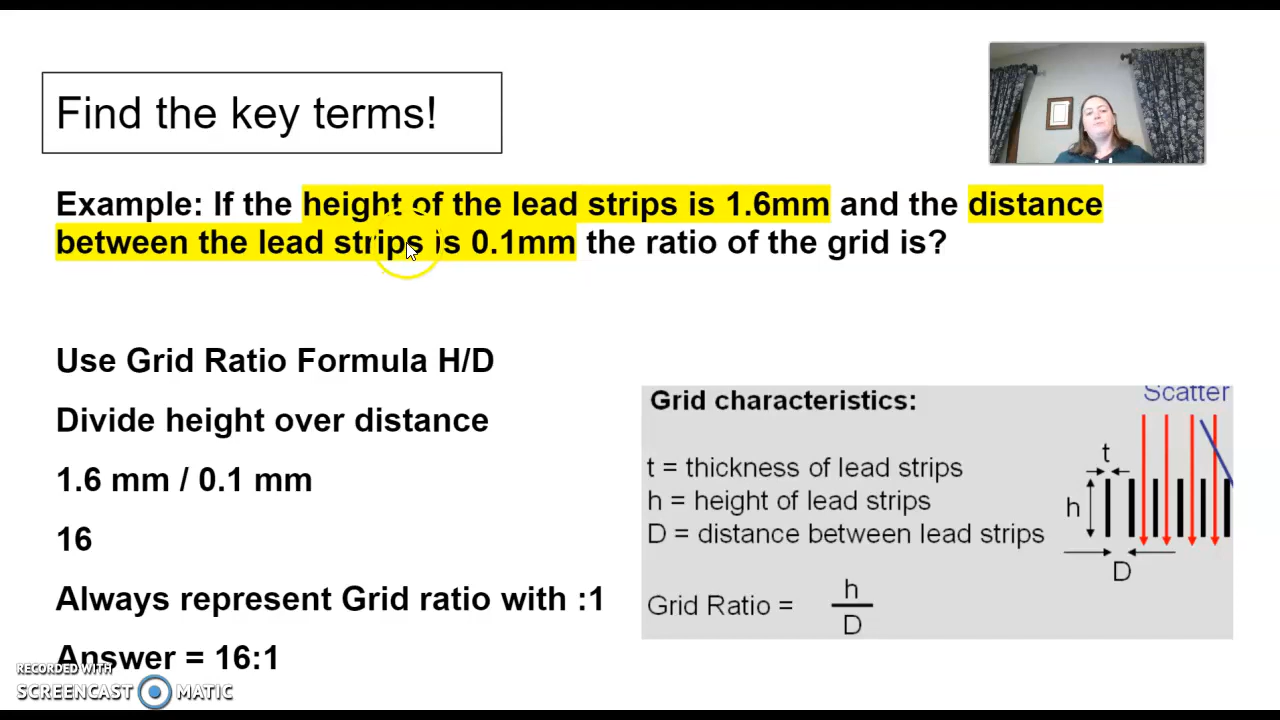 Find the key terms!
Example: If the height of the lead strips is 1.6mm and the distance
between the lead strips is 0.1mm the ratio of the grid is?
Use Grid Ratio Formula H/D
Divide height over distance
1.6 mm / 0.1 mm
16
Always represent Grid ratio with :1
Answer = 16:1
Grid characteristics:
Scatter
t = thickness of lead strips
h = height of lead strips
D = distance between lead strips
Grid Ratio = h
D
t
h
D
RECORDED WITH
SCREENCAST MATIC